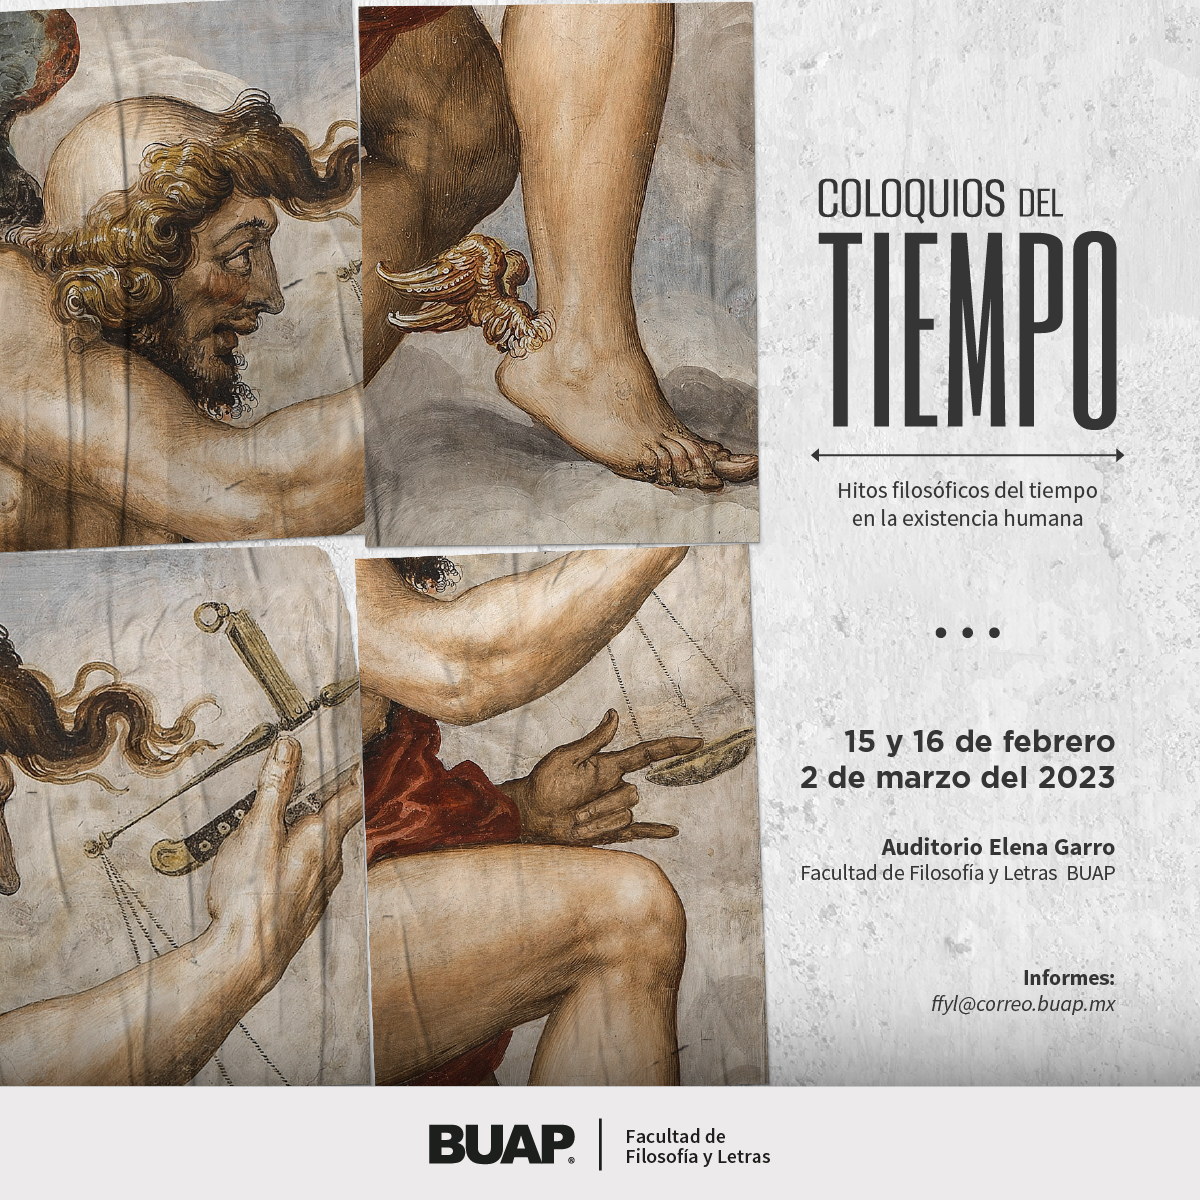 COLOQUIOS DEL
TIEMPO
Hitos filosóficos del tiempo
en la existencia humana
15 y 16 de febrero
2 de marzo del 2023
Auditorio Elena Garro
Facultad de Filosofía y Letras BUAP
Informes:
ffyl@correo.buap.mx
BUAP®
Facultad de
Filosofía y Letras